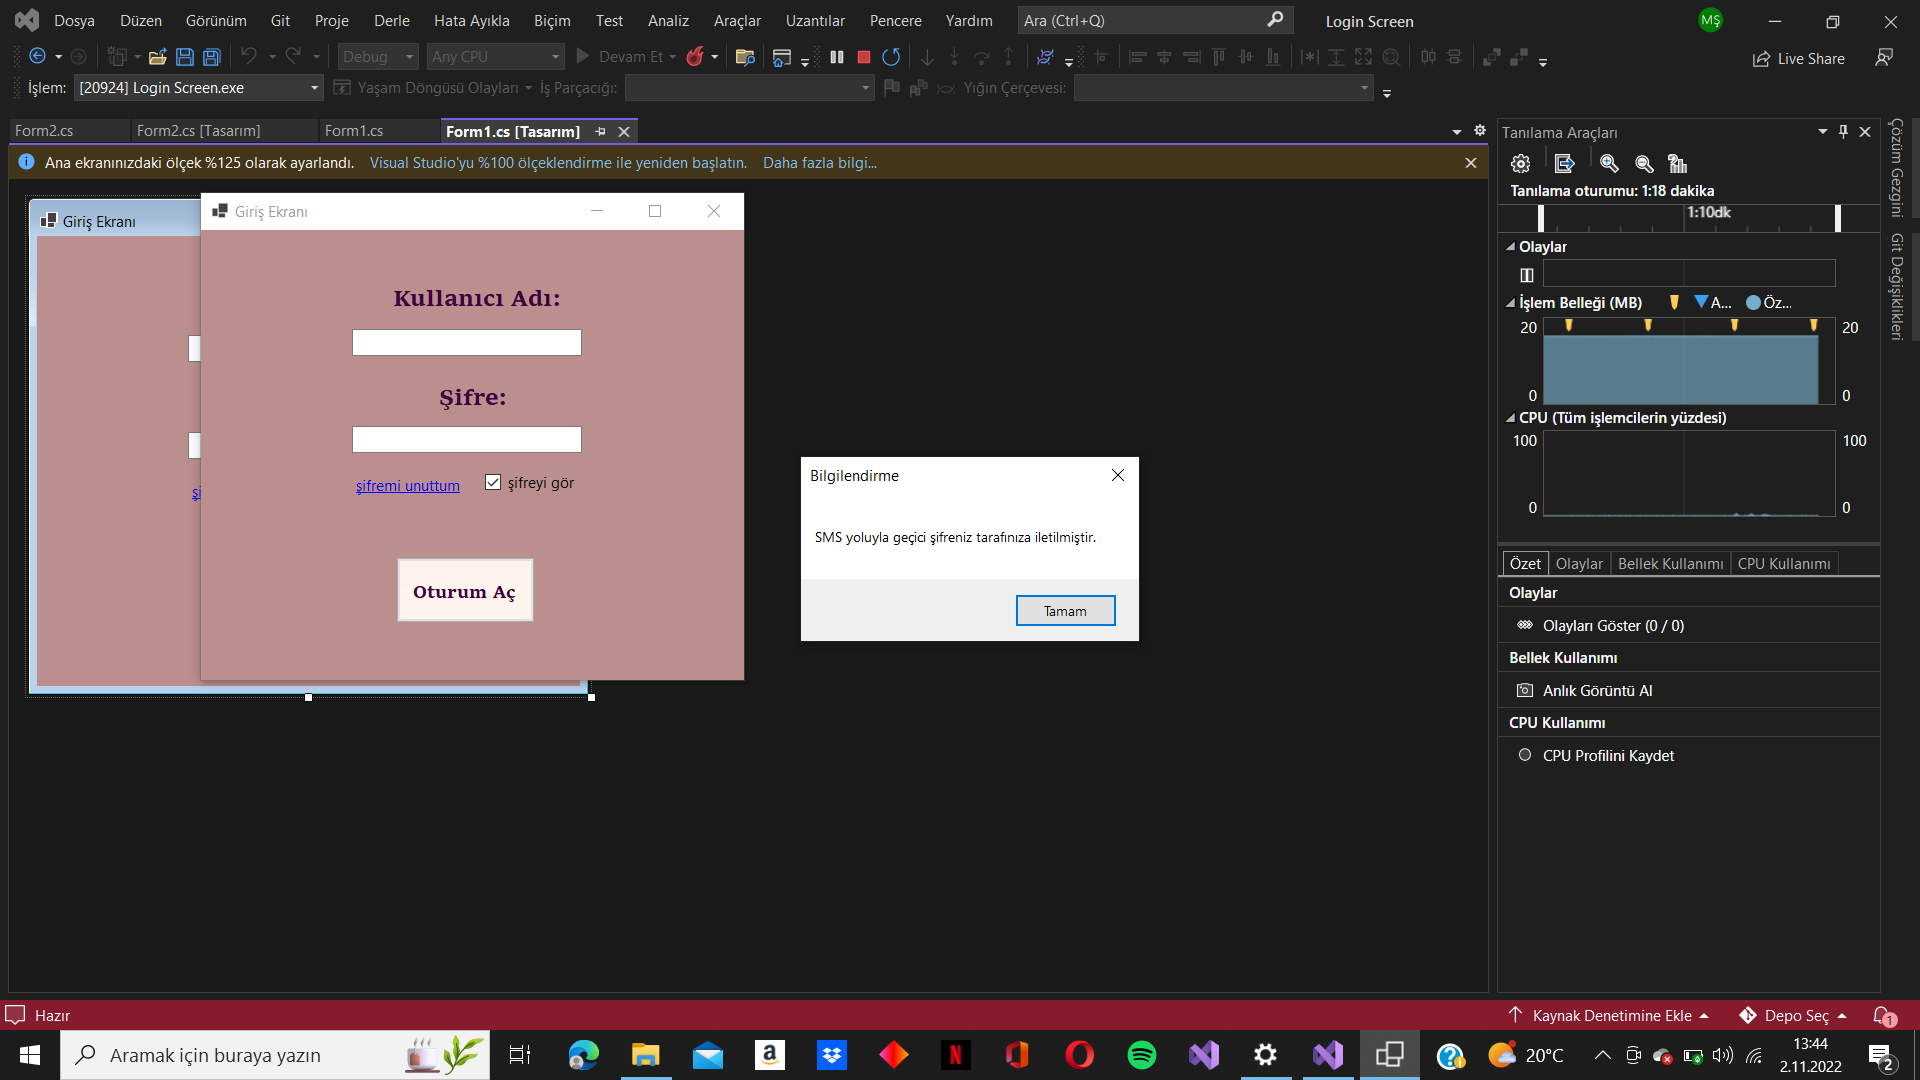 Dosya Düzen Görünüm Git Proje Derle Hata Ayıkla Biçim Test Analiz Araçlar Uzantılar Pencere Yardım Ara (Ctrl+Q) Login Screen MŞ
Debug Any CPU Devam Et Live Share
İşlem: [20924] Login Screen.exe Yaşam Döngüsü Olayları İş Parçacığı: Yığın Çerçevesi:
Form2.cs Form2.cs [Tasarım] Form1.cs Form1.cs [Tasarım]
Ana ekranınızdaki ölçek %125 olarak ayarlandı. Visual Studio'yu %100 ölçeklendirme ile yeniden başlatın. Daha fazla bilgi...
Giriş Ekranı
Giriş Ekranı
Kullanıcı Adı:
Şifre:
şi
şifremi unuttum şifreyi gör
Oturum Aç
Bilgilendirme
SMS yoluyla geçici şifreniz tarafınıza iletilmiştir.
Tamam
Tanılama Araçları
Tanılama oturumu: 1:18 dakika
1:10dk
Olaylar
İşlem Belleği (MB) A... Öz...
20 20
0 0
CPU (Tüm işlemcilerin yüzdesi)
100 100
0 0
Özet Olaylar Bellek Kullanımı CPU Kullanımı
Olaylar
Olayları Göster (0 / 0)
Bellek Kullanımı
Anlık Görüntü Al
CPU Kullanımı
CPU Profilini Kaydet
Çözüm Gezgini
Git Değişiklikleri
Hazır Kaynak Denetimine Ekle Depo Seç 1
Aramak için buraya yazın 20°C 13:44
2.11.2022 2